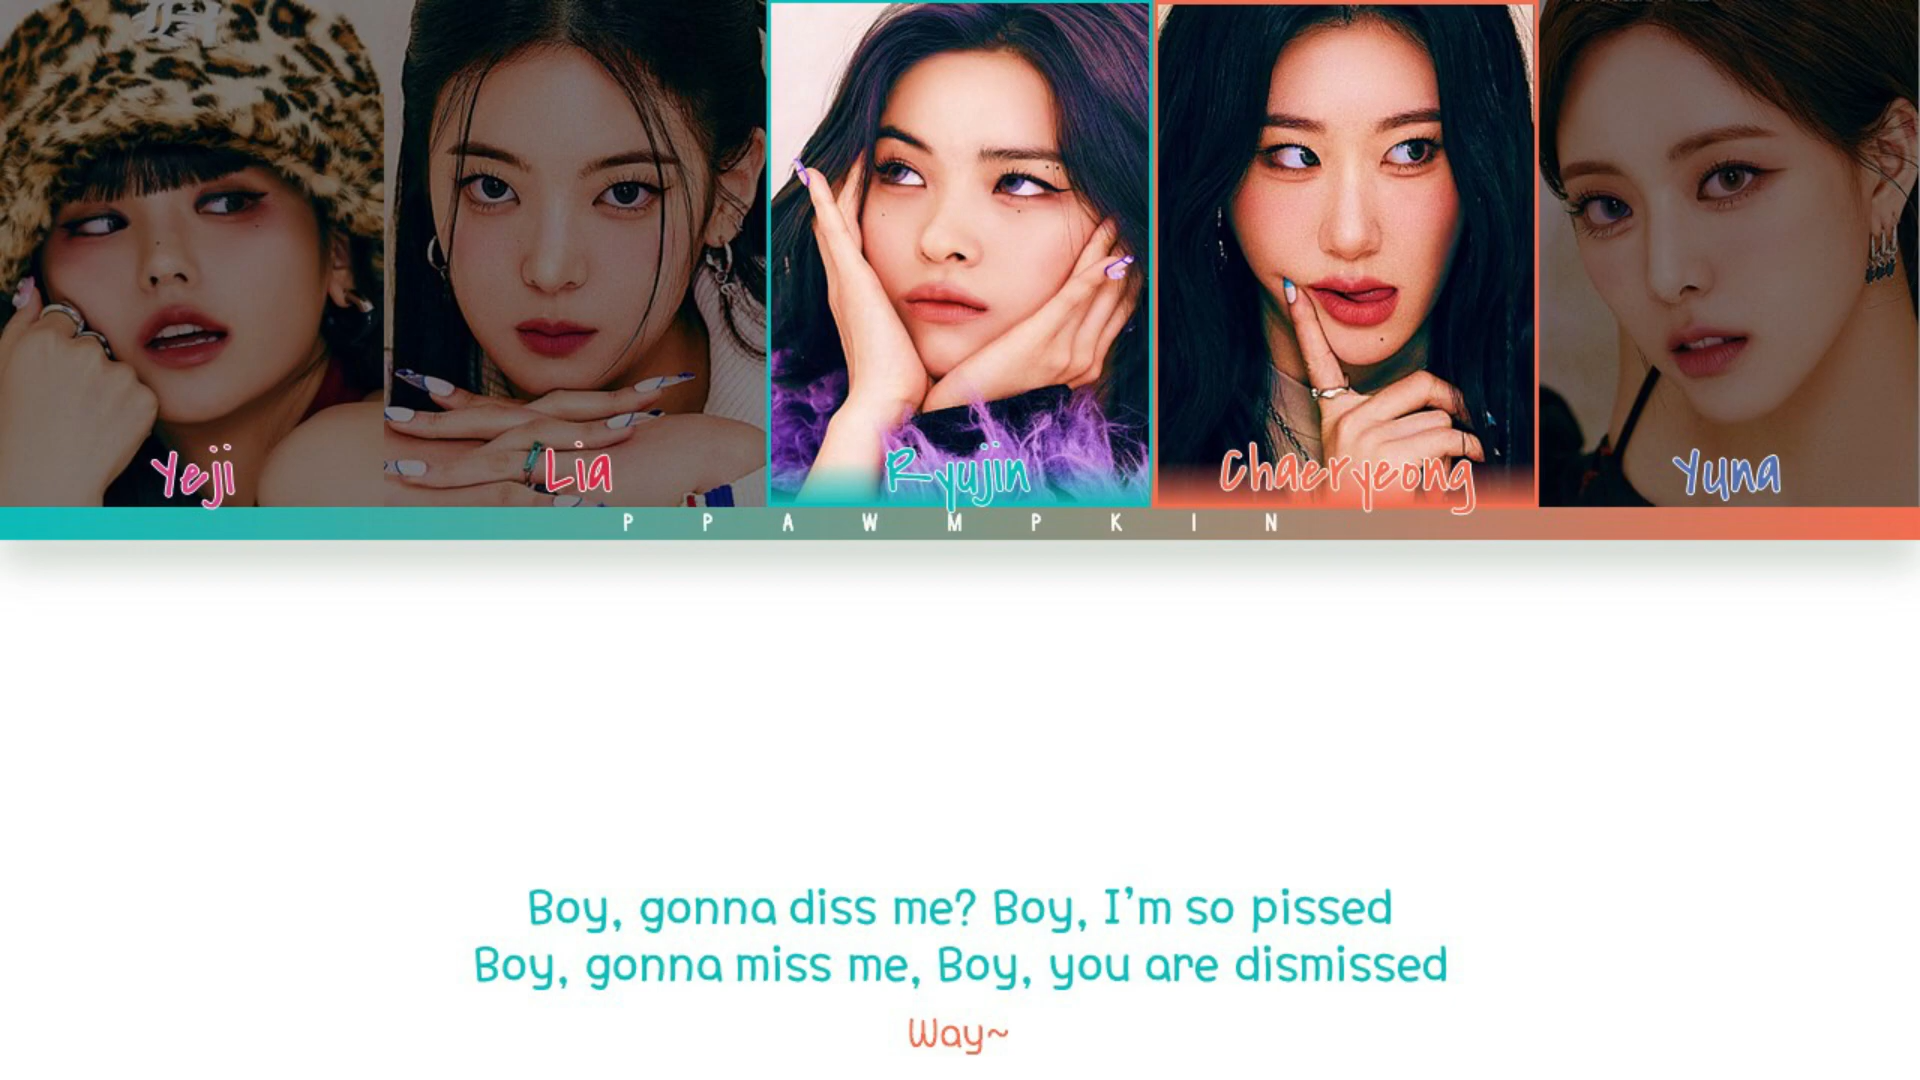 Yeji Lia Ryujin Chaeryeong Yuna
PPAWMPKIN
Boy, gonna diss me? Boy, I'm so pissed
Boy, gonna miss me, Boy, you are dismissed
Way~